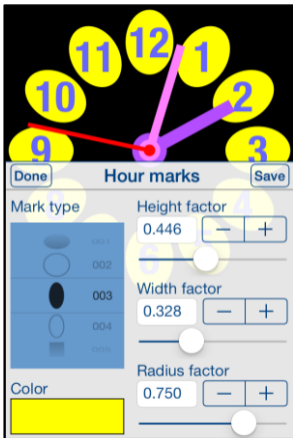 12
11
1
10
2
9
3
Done
Hour marks
Save
Mark type
Height factor
001
0.446
− +
002
003
Width factor
0.328
− +
004
005
Radius factor
Color
0.750
− +